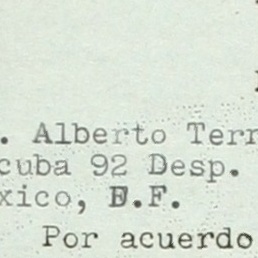 . Alberto Terr
cuba 92 Desp.
xico, D.F.
Por acuerdo